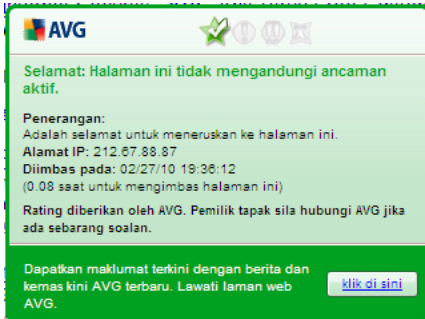 AVG
Selamat: Halaman ini tidak mengandungi ancaman
aktif.
Penerangan:
Adalah selamat untuk meneruskan ke halaman ini.
Alamat IP: 212.67.88.87
Diimbas pada: 02/27/10 19:36:12
(0.08 saat untuk mengimbas halaman ini)
Rating diberikan oleh AVG. Pemilik tapak sila hubungi AVG jika
ada sebarang soalan.
Dapatkan maklumat terkini dengan berita dan
kemas kini AVG terbaru. Lawati laman web
AVG.
klik di sini